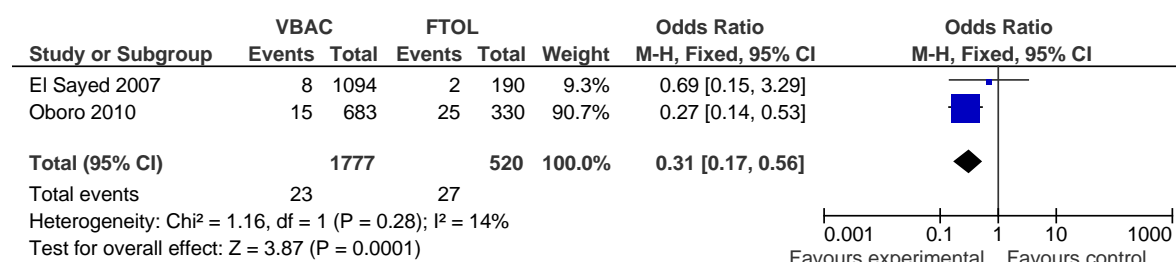 VBAC FTOL Odds Ratio Odds Ratio
Study or Subgroup Events Total Events Total Weight M-H, Fixed, 95% CI M-H, Fixed, 95% CI
El Sayed 2007 8 1094 2 190 9.3% 0.69 [0.15, 3.29]
Oboro 2010 15 683 25 330 90.7% 0.27 [0.14, 0.53]
Total (95% CI) 1777 520 100.0% 0.31 [0.17, 0.56]
Total events 23 27
Heterogeneity: Chi² = 1.16, df = 1 (P = 0.28); I² = 14%
Test for overall effect: Z = 3.87 (P = 0.0001)
0.001 0.1 1 10 1000
Favours experimental Favours control